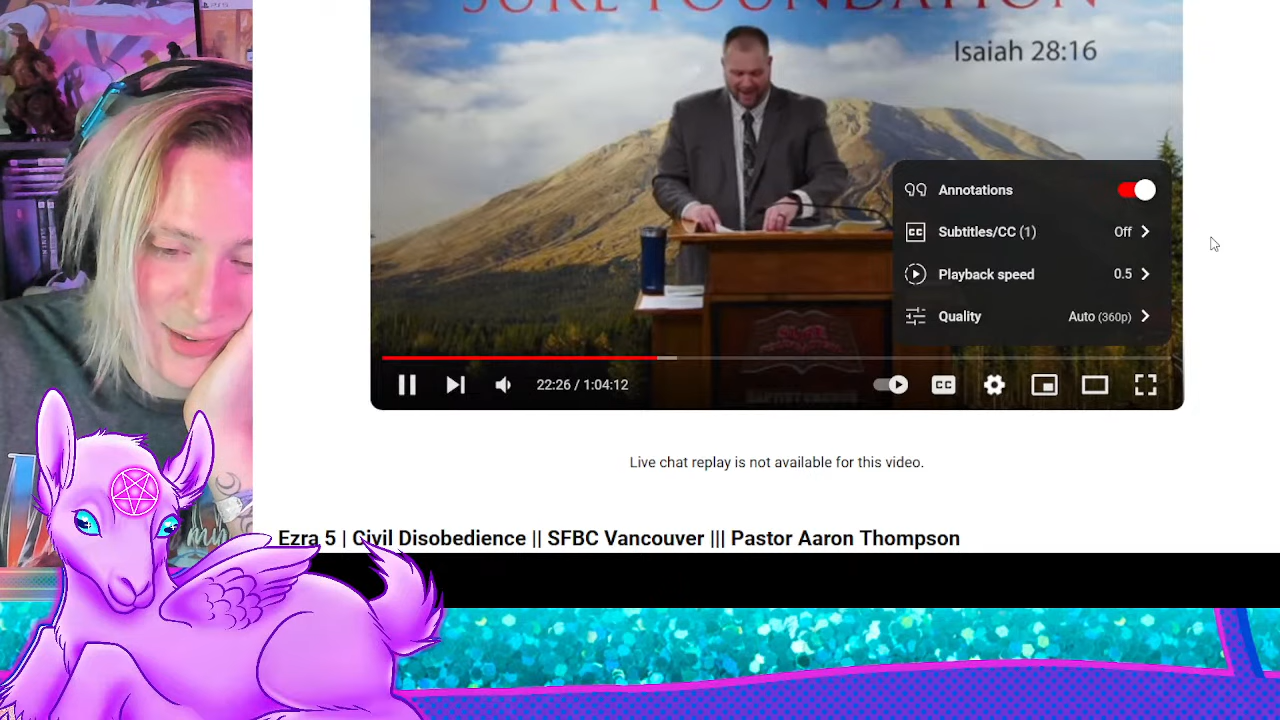 SURE FOUNDATION
Isaiah 28:16
Annotations
Subtitles/CC (1) Off
Playback speed 0.5
Quality Auto (360p)
22:26 / 1:04:12
CC
Live chat replay is not available for this video.
Ezra 5 | Civil Disobedience || SFBC Vancouver ||| Pastor Aaron Thompson